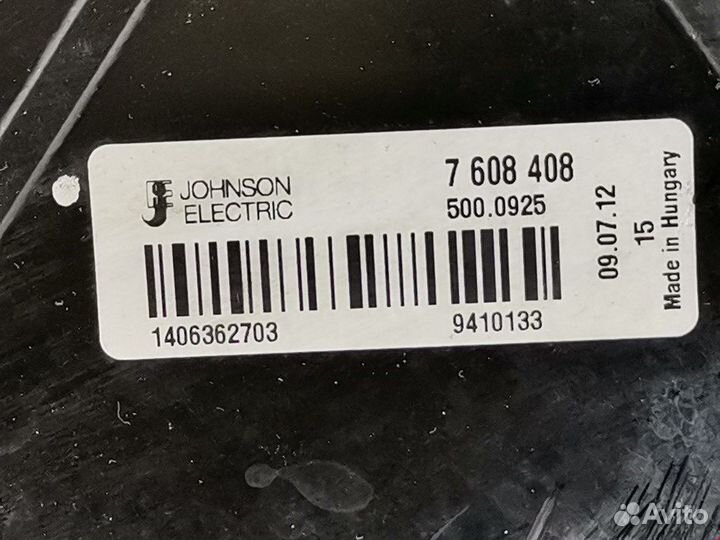 JOHNSON
ELECTRIC
7 608 408
500.0925
1406362703
9410133
09.07.12
15
Made in Hungary
Avito